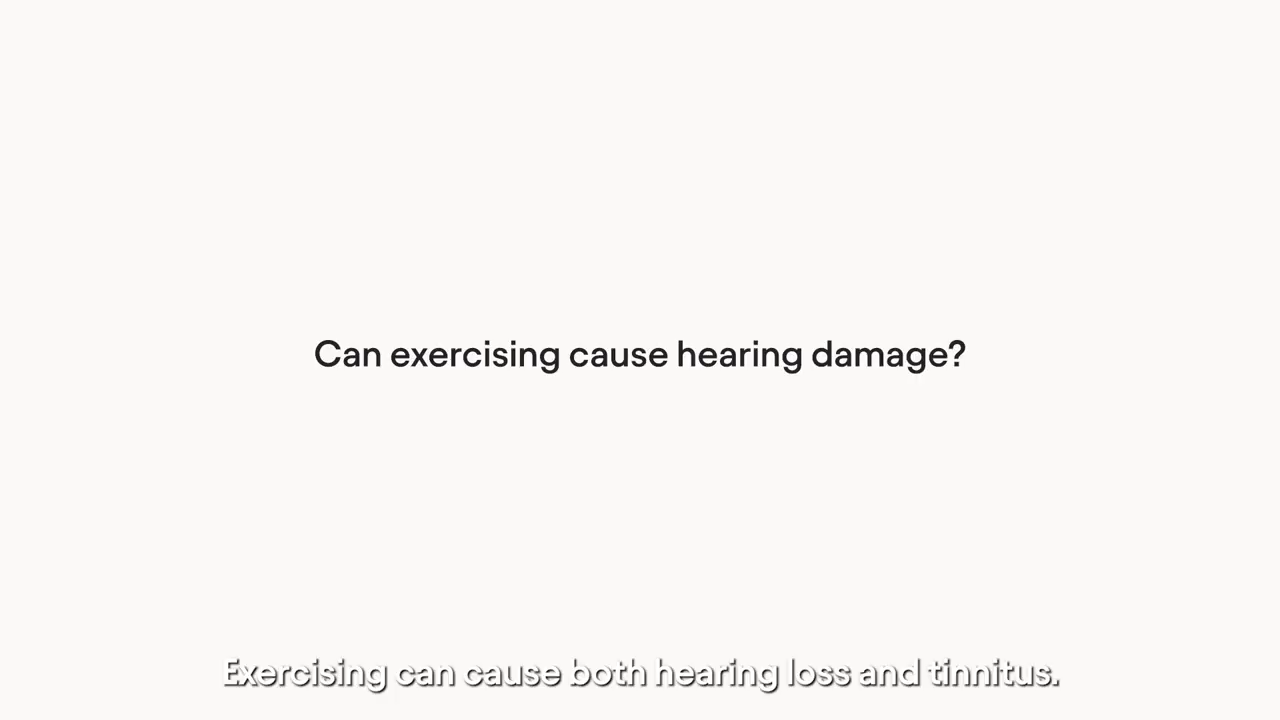 Can exercising cause hearing damage?
Exercising can cause both hearing loss and tinnitus.